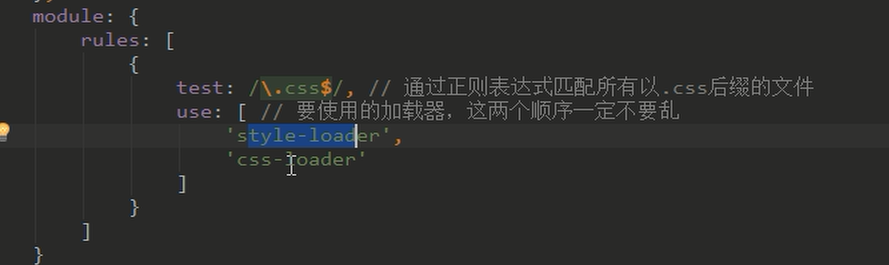 module: {
rules: [
{
test: /\.css$/, // 通过正则表达式匹配所有以.css后缀的文件
use: [ // 要使用的加载器，这两个顺序一定不要乱
'style-loader',
'css-loader'
]
}
]
}